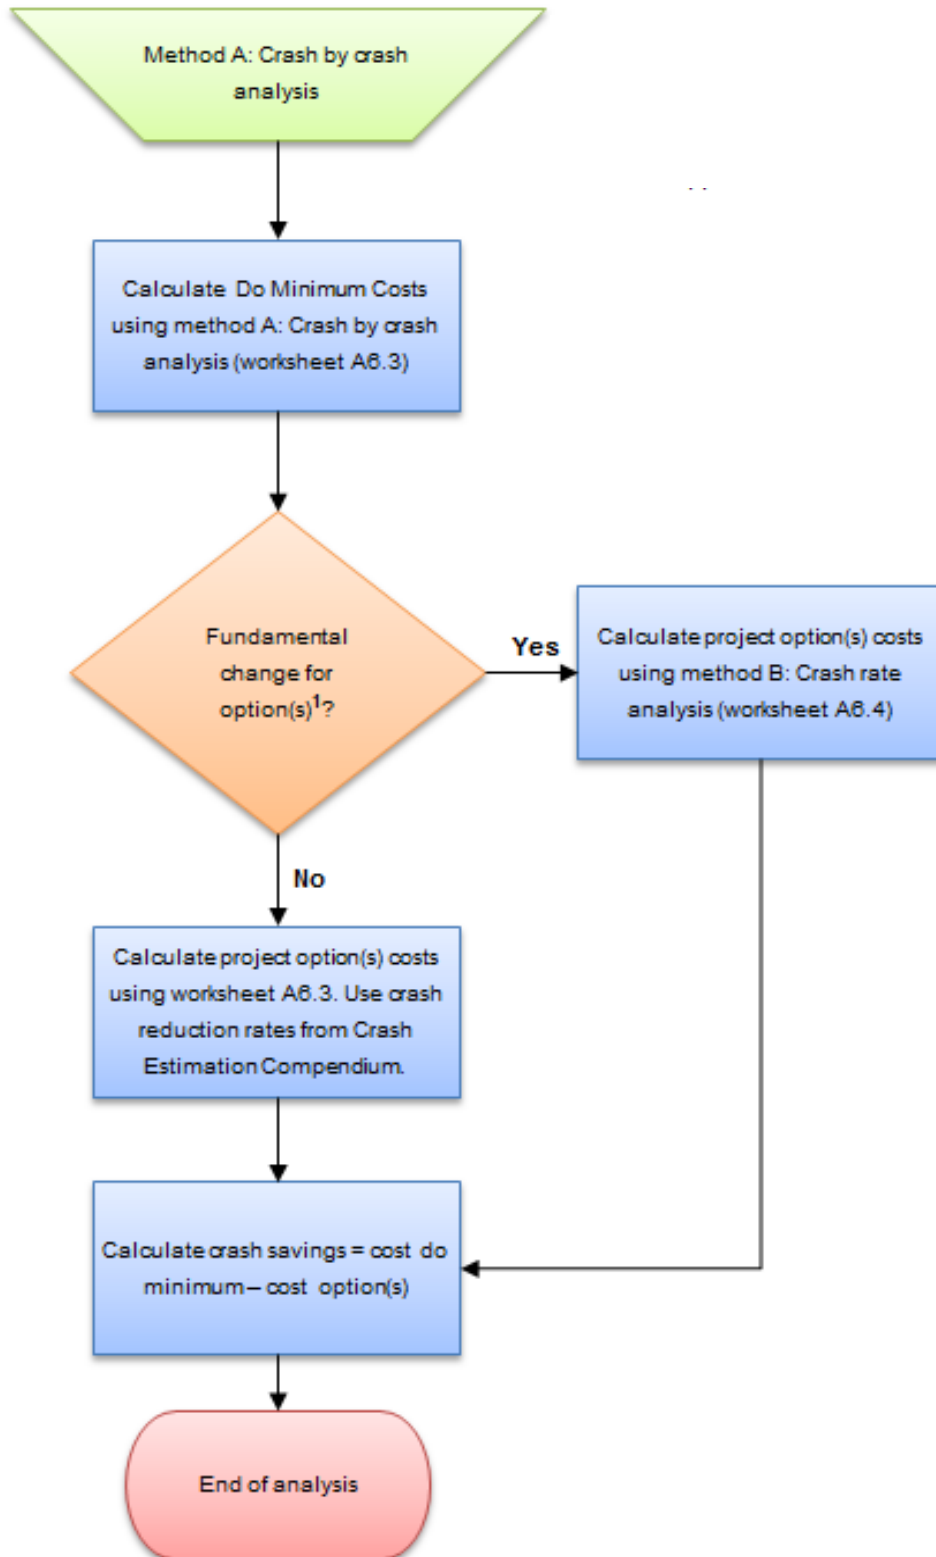 Method A: Crash by crash
analysis
Calculate Do Minimum Costs
using method A: Crash by crash
analysis (worksheet A6.3)
Fundamental
change for
option(s)¹?
Yes
Calculate project option(s) costs
using method B: Crash rate
analysis (worksheet A6.4)
No
Calculate project option(s) costs
using worksheet A6.3. Use crash
reduction rates from Crash
Estimation Compendium.
Calculate crash savings = cost do
minimum – cost option(s)
End of analysis